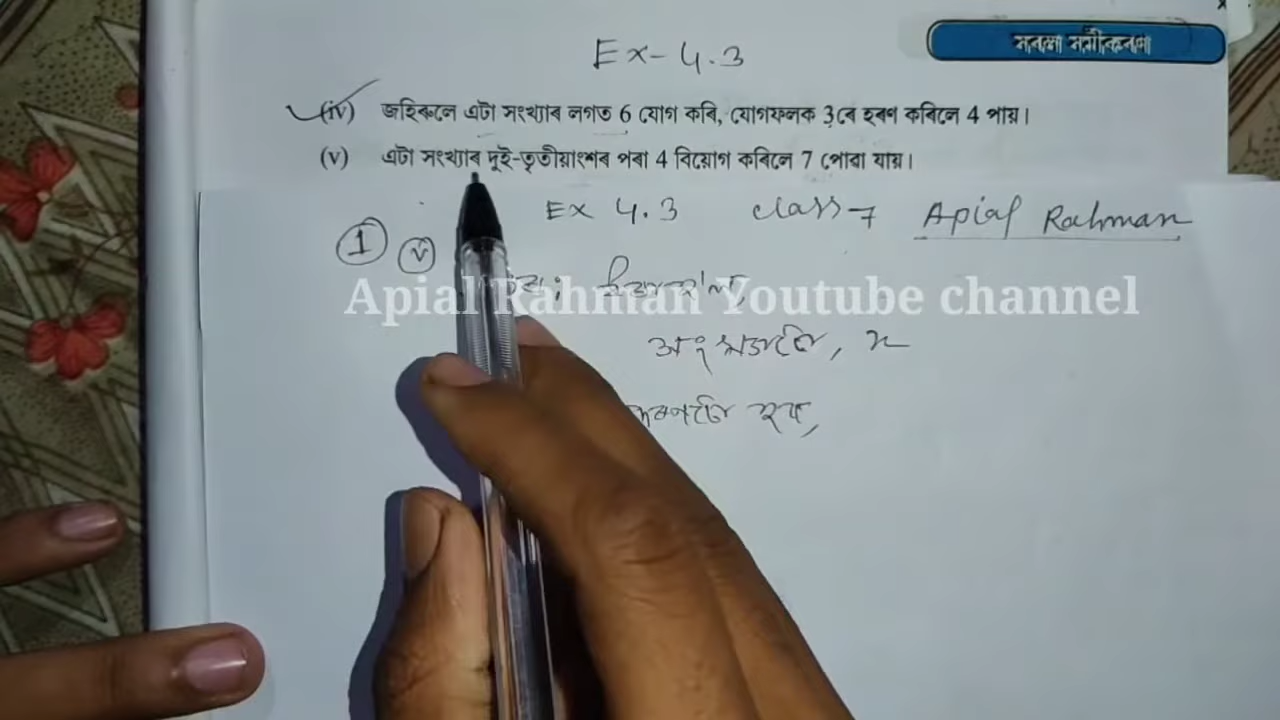 সৰল সমীকৰণ
Ex - 4.3
(iv) জহিৰুলে এটা সংখ্যাৰ লগত 6 যোগ কৰি, যোগফলক 3ৰে হৰণ কৰিলে 4 পায়।
(v) এটা সংখ্যাৰ দুই-তৃতীয়াংশৰ পৰা 4 বিয়োগ কৰিলে 7 পোৱা যায়।
Ex 4.3 class-7 Apial Rahman
1 v
Apial Rahman Youtube channel
সংখ্যাটো, x
হয়,